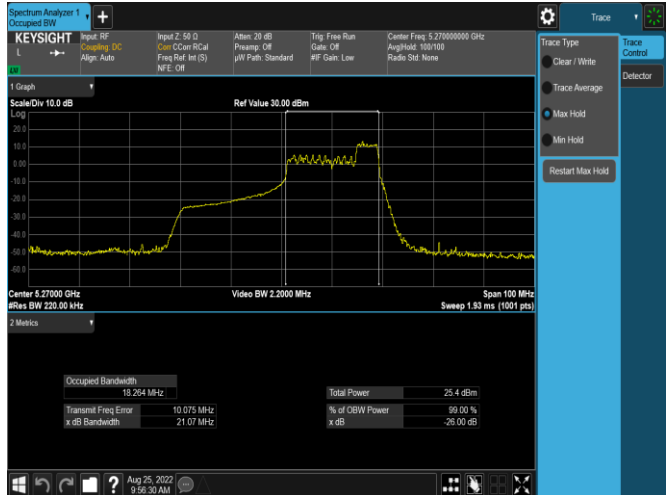 Spectrum Analyzer 1
Occupied BW
+
KEYSIGHT
L
Input: RF
Coupling: DC
Align: Auto
Input Z: 50 Ω
Corr CCorr RCal
Freq Ref: Int (S)
NFE: Off
Atten: 20 dB
Preamp: Off
µW Path: Standard
Trig: Free Run
Gate: Off
#IF Gain: Low
Center Freq: 5.270000000 GHz
Avg|Hold: 100/100
Radio Std: None
1 Graph
Scale/Div 10.0 dB
Ref Value 30.00 dBm
Log
20.0
10.0
0.00
-10.0
-20.0
-30.0
-40.0
-50.0
-60.0
Center 5.27000 GHz
#Res BW 220.00 kHz
Video BW 2.2000 MHz
Span 100 MHz
Sweep 1.93 ms (1001 pts)
2 Metrics
Occupied Bandwidth
18.264 MHz
Transmit Freq Error 10.075 MHz
x dB Bandwidth 21.07 MHz
Total Power 25.4 dBm
% of OBW Power 99.00 %
x dB -26.00 dB
Aug 25, 2022
9:56:30 AM
Trace
Trace Type
Clear / Write
Trace Average
Max Hold
Min Hold
Restart Max Hold
Trace
Control
Detector